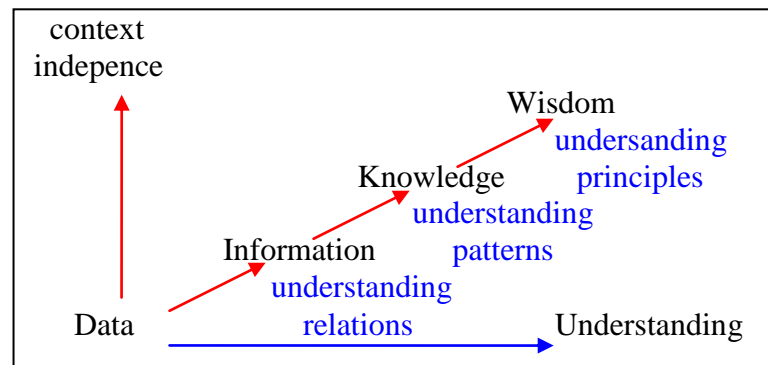 context
indepence
Wisdom
undersanding
principles
Knowledge
understanding
patterns
Information
understanding
relations
Data
Understanding